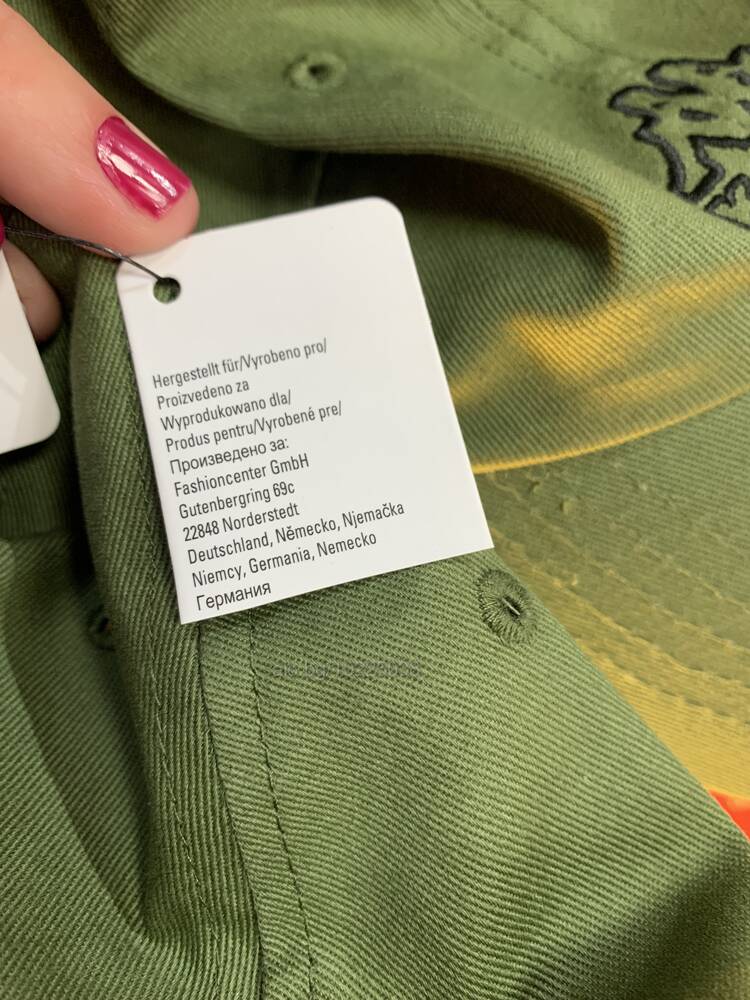 Hergestellt für/Vyrobeno pro/
Proizvedeno za
Wyprodukowano dla/
Produs pentru/Vyrobené pre/
Произведено за:
Fashioncenter GmbH
Gutenbergring 69c
22848 Norderstedt
Deutschland, Německo, Njemačka
Niemcy, Germania, Nemecko
Германия